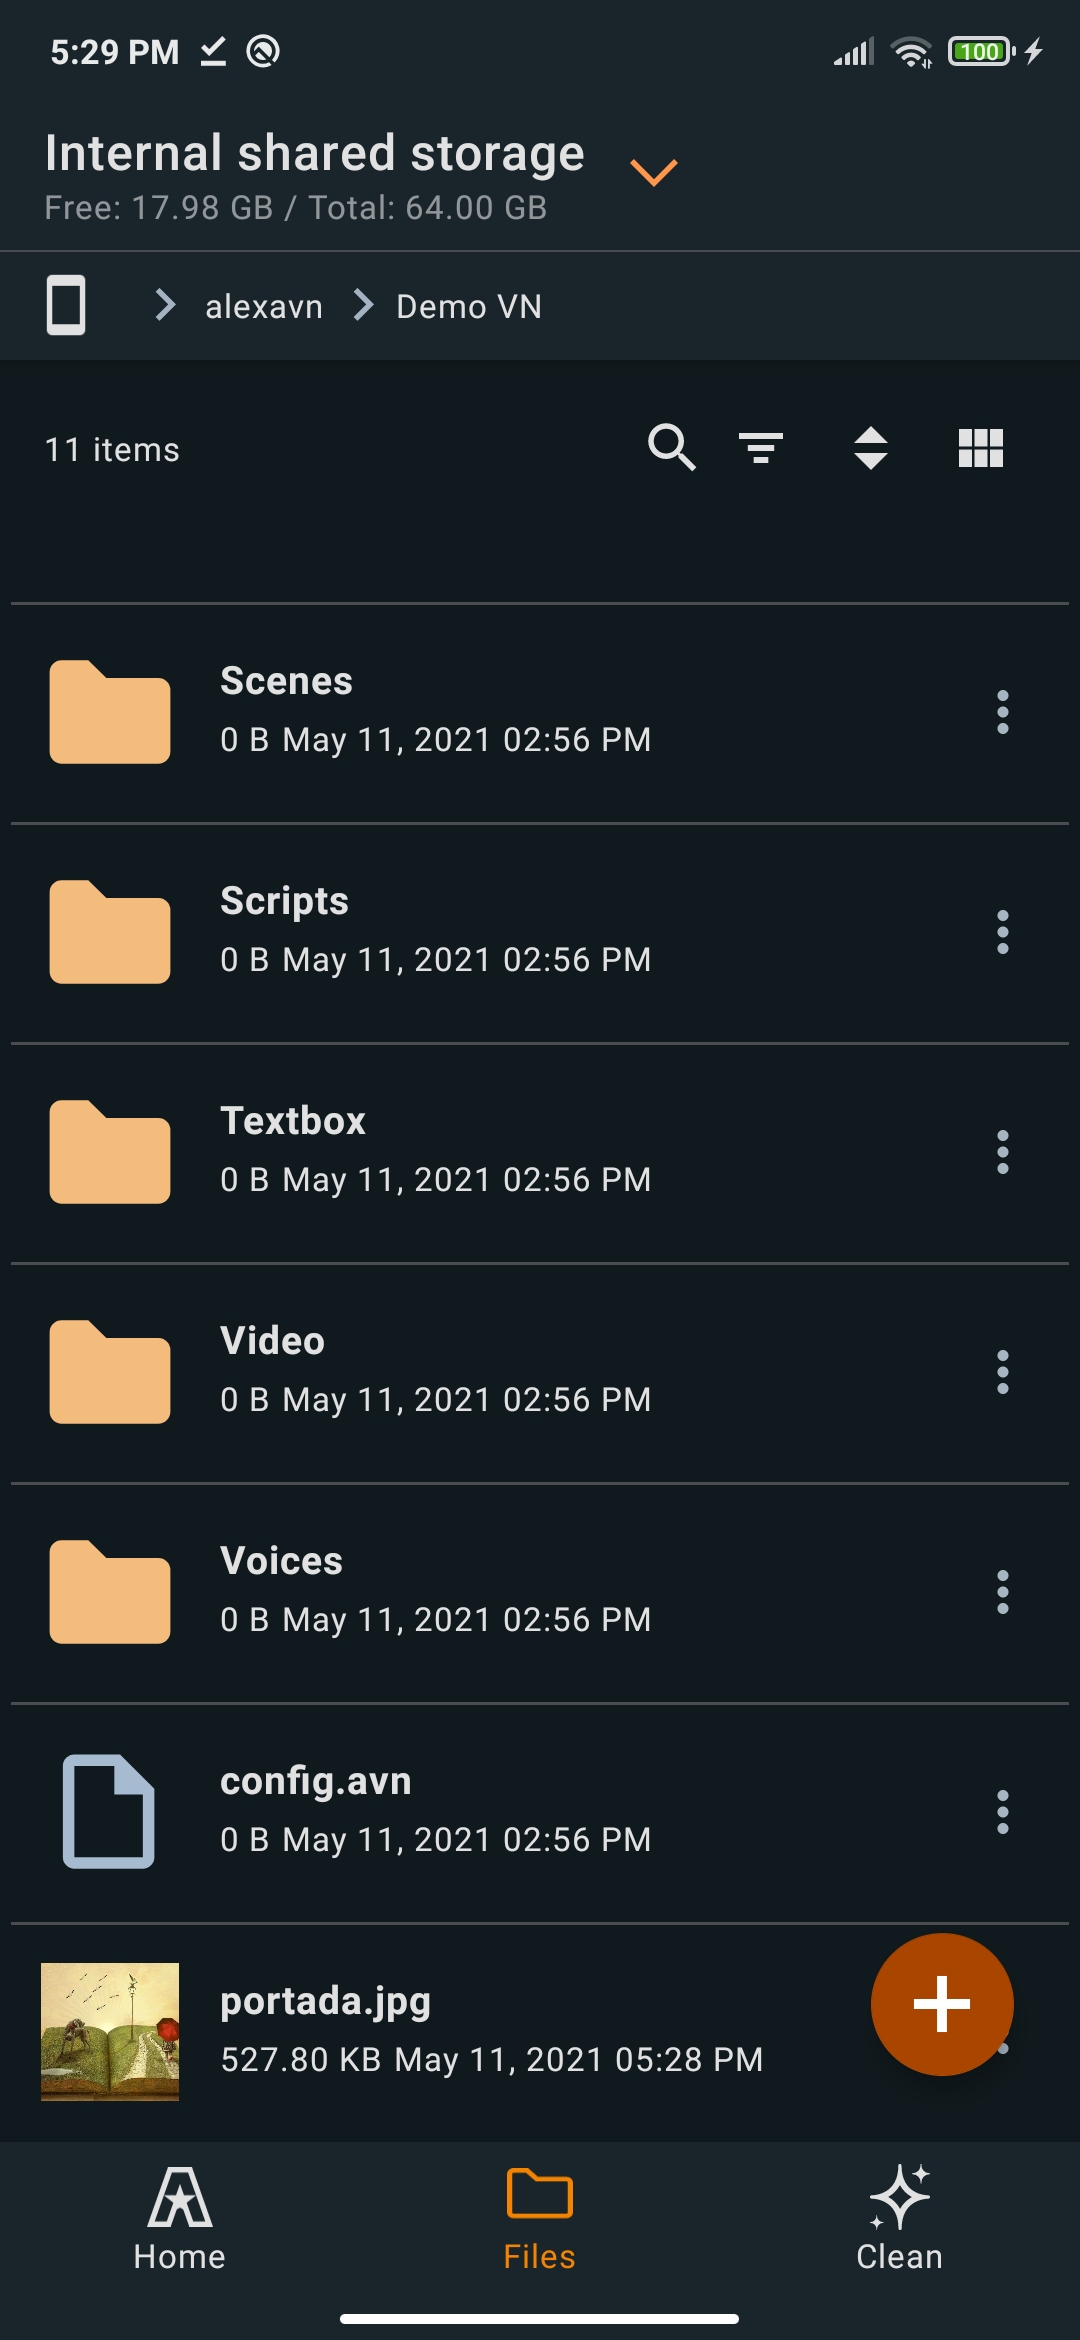 5:29 PM
100
Internal shared storage
Free: 17.98 GB / Total: 64.00 GB
alexavn
Demo VN
11 items
Scenes
0 B May 11, 2021 02:56 PM
Scripts
0 B May 11, 2021 02:56 PM
Textbox
0 B May 11, 2021 02:56 PM
Video
0 B May 11, 2021 02:56 PM
Voices
0 B May 11, 2021 02:56 PM
config.avn
0 B May 11, 2021 02:56 PM
portada.jpg
527.80 KB May 11, 2021 05:28 PM
Home
Files
Clean